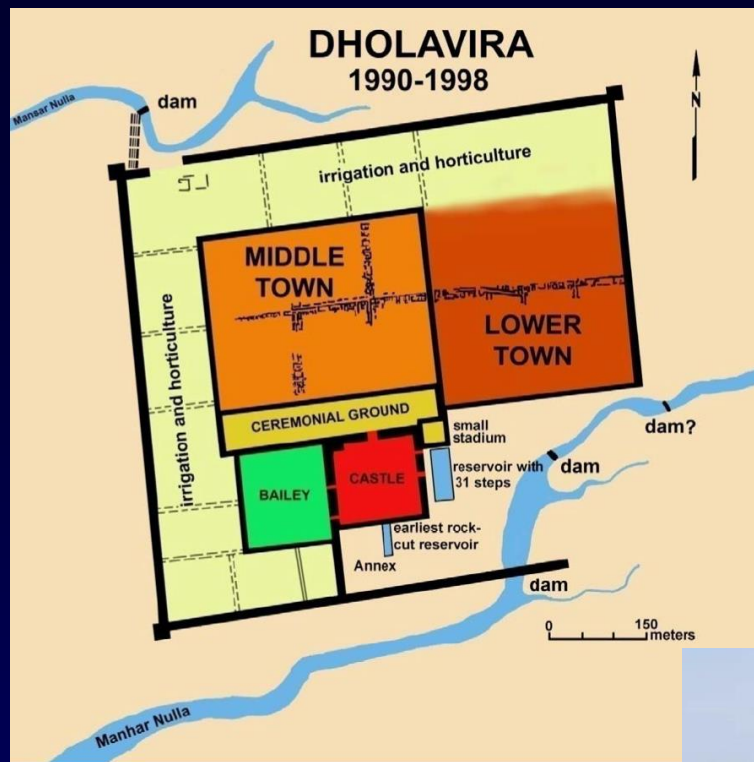 DHOLAVIRA
1990-1998
N
Mansar Nulla
dam
irrigation and horticulture
irrigation and horticulture
MIDDLE
TOWN
LOWER
TOWN
CEREMONIAL GROUND
small
stadium
BAILEY
CASTLE
reservoir with
31 steps
dam?
dam
earliest rock-
cut reservoir
Annex
dam
0 150
meters
Manhar Nulla